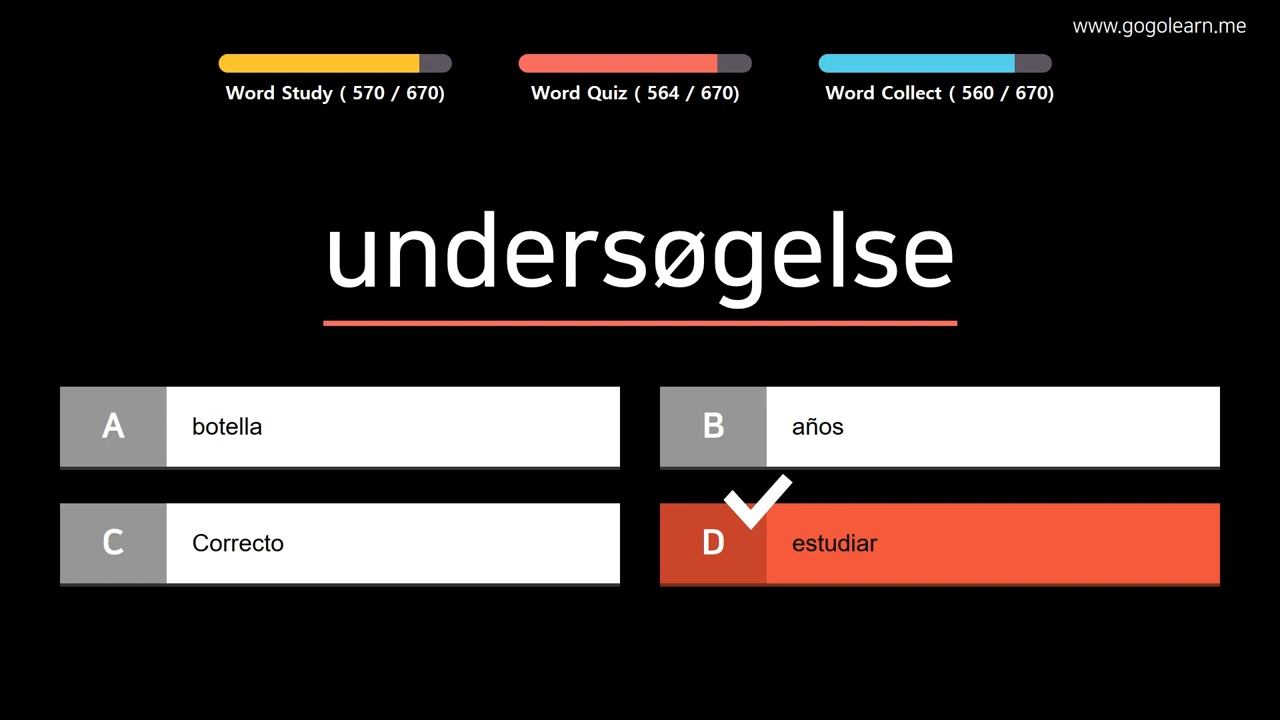 www.gogolearn.me
Word Study ( 570 / 670)
Word Quiz ( 564 / 670)
Word Collect ( 560 / 670)
undersøgelse
A
botella
B
años
C
Correcto
D
estudiar